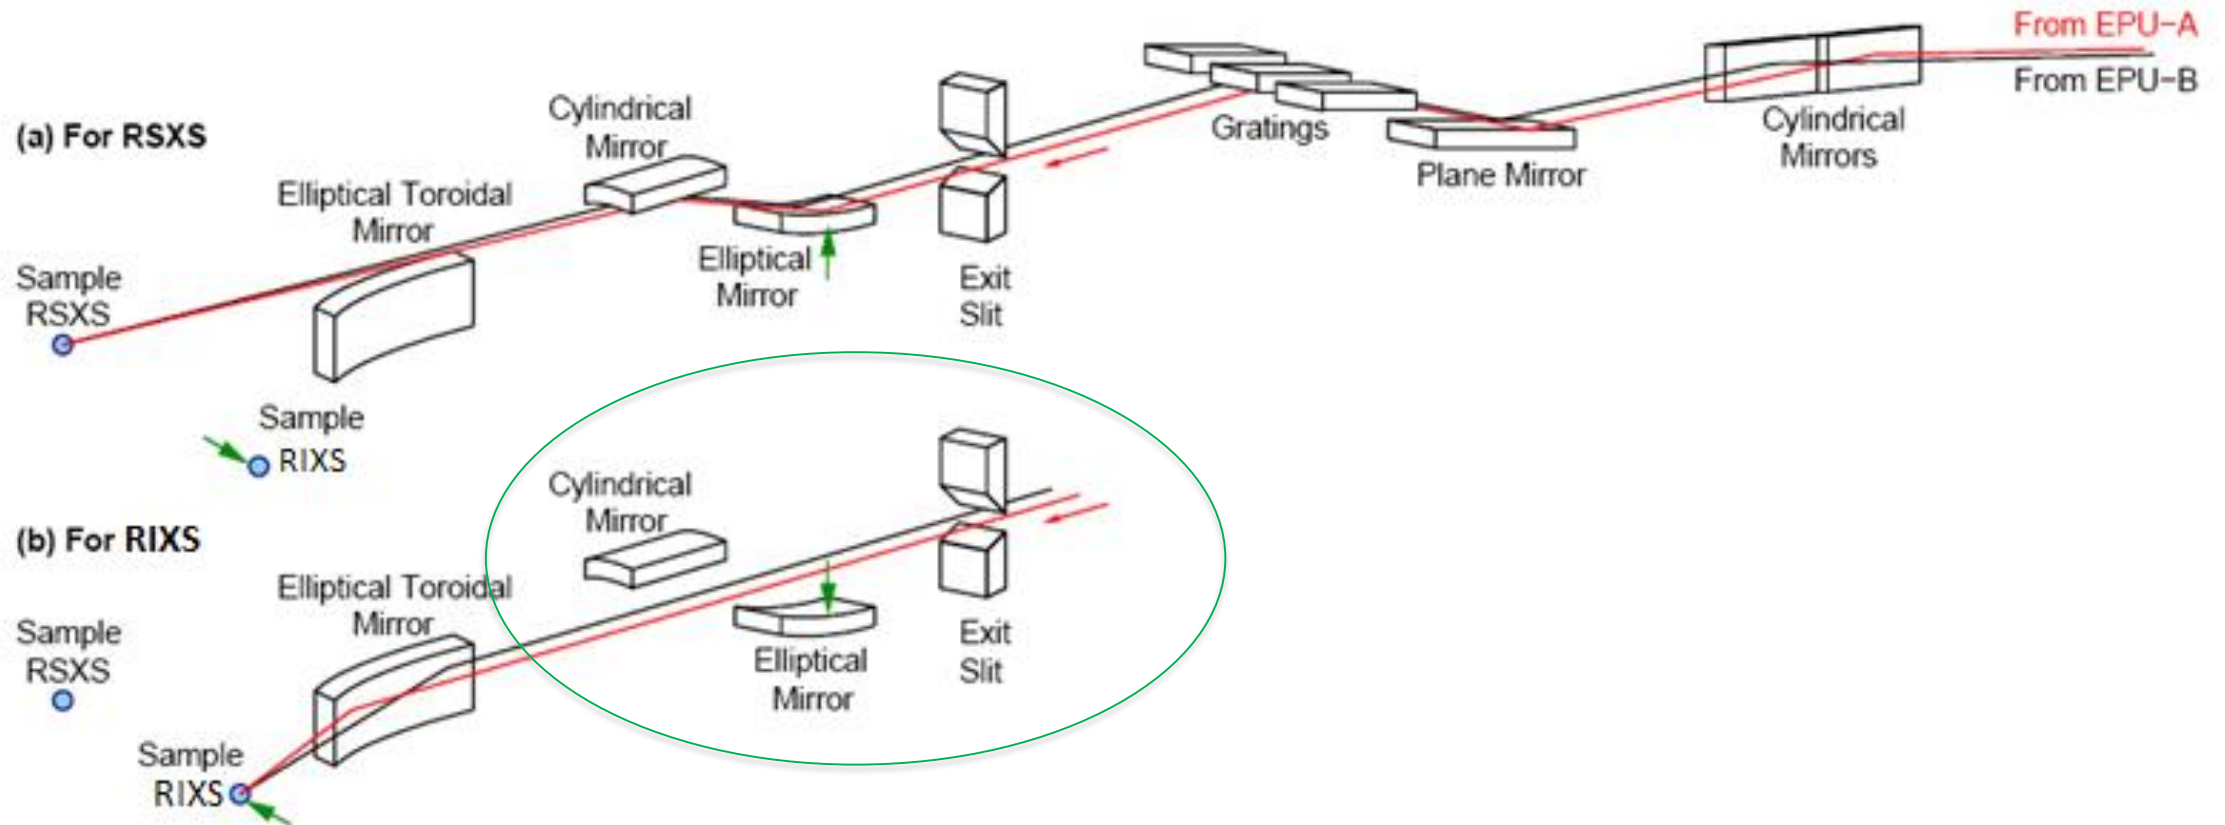 From EPU-A
From EPU-B
(a) For RSXS
Cylindrical
Mirror
Elliptical Toroidal
Mirror
Sample
RSXS
Elliptical
Mirror
Exit
Slit
Gratings
Plane Mirror
Cylindrical
Mirrors
Sample
RIXS
(b) For RIXS
Cylindrical
Mirror
Elliptical Toroidal
Mirror
Sample
RSXS
Elliptical
Mirror
Exit
Slit
Sample
RIXS